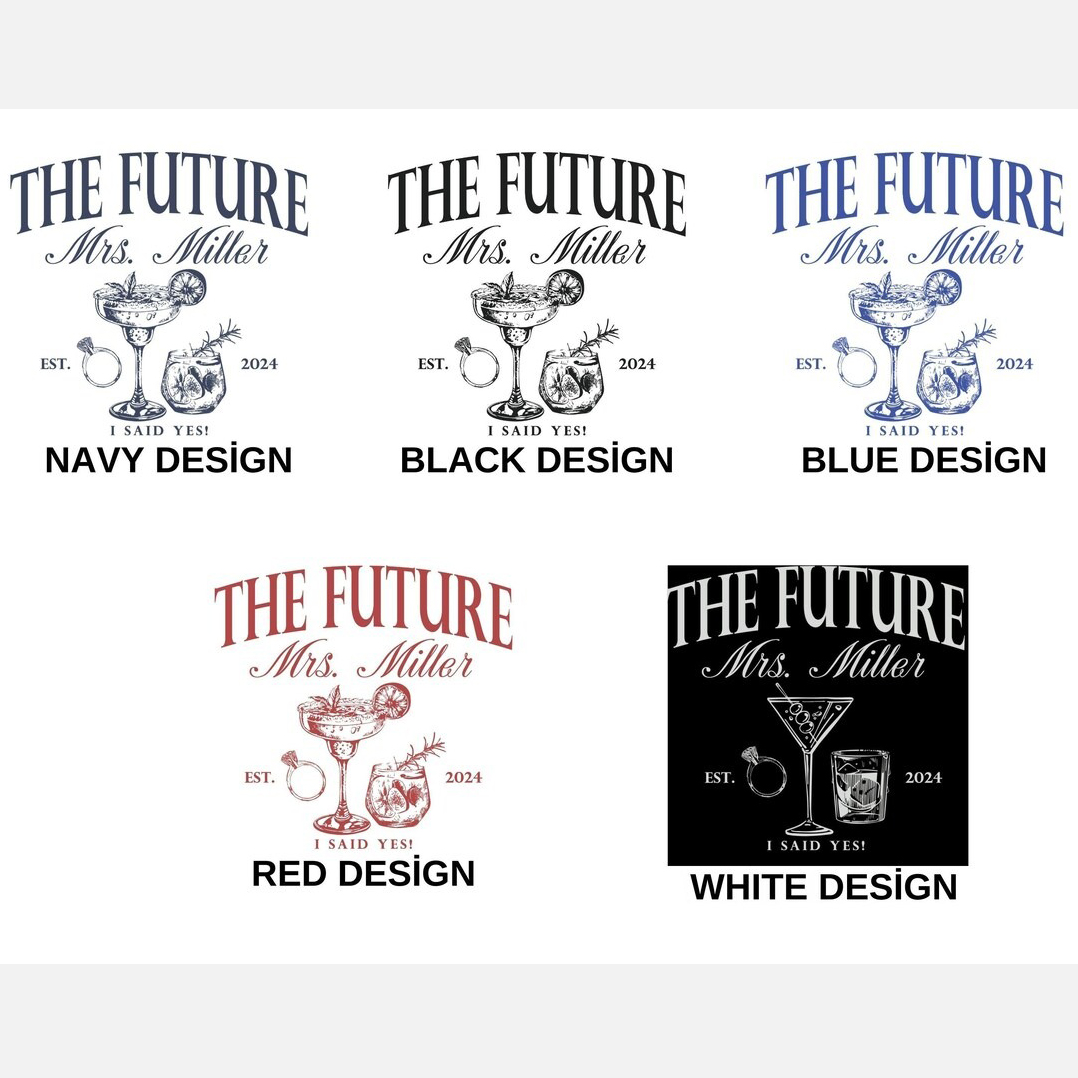 THE FUTURE
Mrs. Miller
EST. 2024
I SAID YES!
NAVY DESİGN
THE FUTURE
Mrs. Miller
EST. 2024
I SAID YES!
BLACK DESİGN
THE FUTURE
Mrs. Miller
EST. 2024
I SAID YES!
BLUE DESİGN
THE FUTURE
Mrs. Miller
EST. 2024
I SAID YES!
RED DESİGN
THE FUTURE
Mrs. Miller
EST. 2024
I SAID YES!
WHITE DESİGN